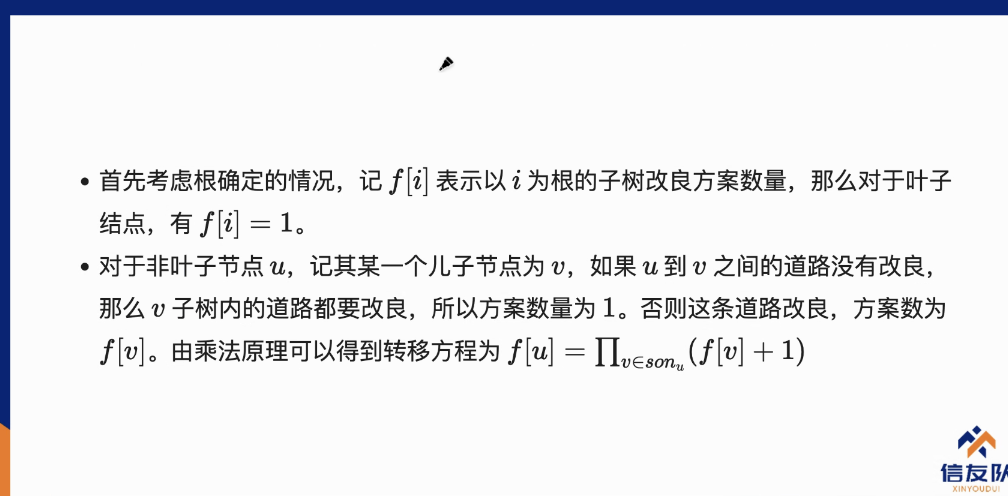 • 首先考虑根确定的情况，记 f[i] 表示以 i 为根的子树改良方案数量，那么对于叶子
结点，有 f[i] = 1。
• 对于非叶子节点 u，记其某一个儿子节点为 v，如果 u 到 v 之间的道路没有改良，
那么 v 子树内的道路都要改良，所以方案数量为 1。否则这条道路改良，方案数为
f[v]。由乘法原理可以得到转移方程为 f[u] = ∏_{v∈son_u}(f[v] + 1)
信友队
XINYOUDUI